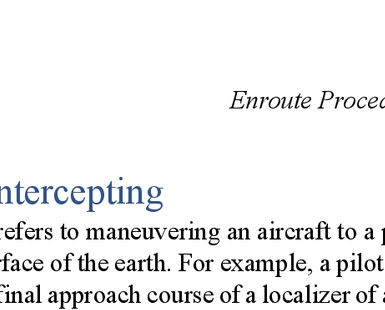 Enroute Proced
ntercepting
refers to maneuvering an aircraft to a p
rface of the earth. For example, a pilot
final approach course of a localizer of a